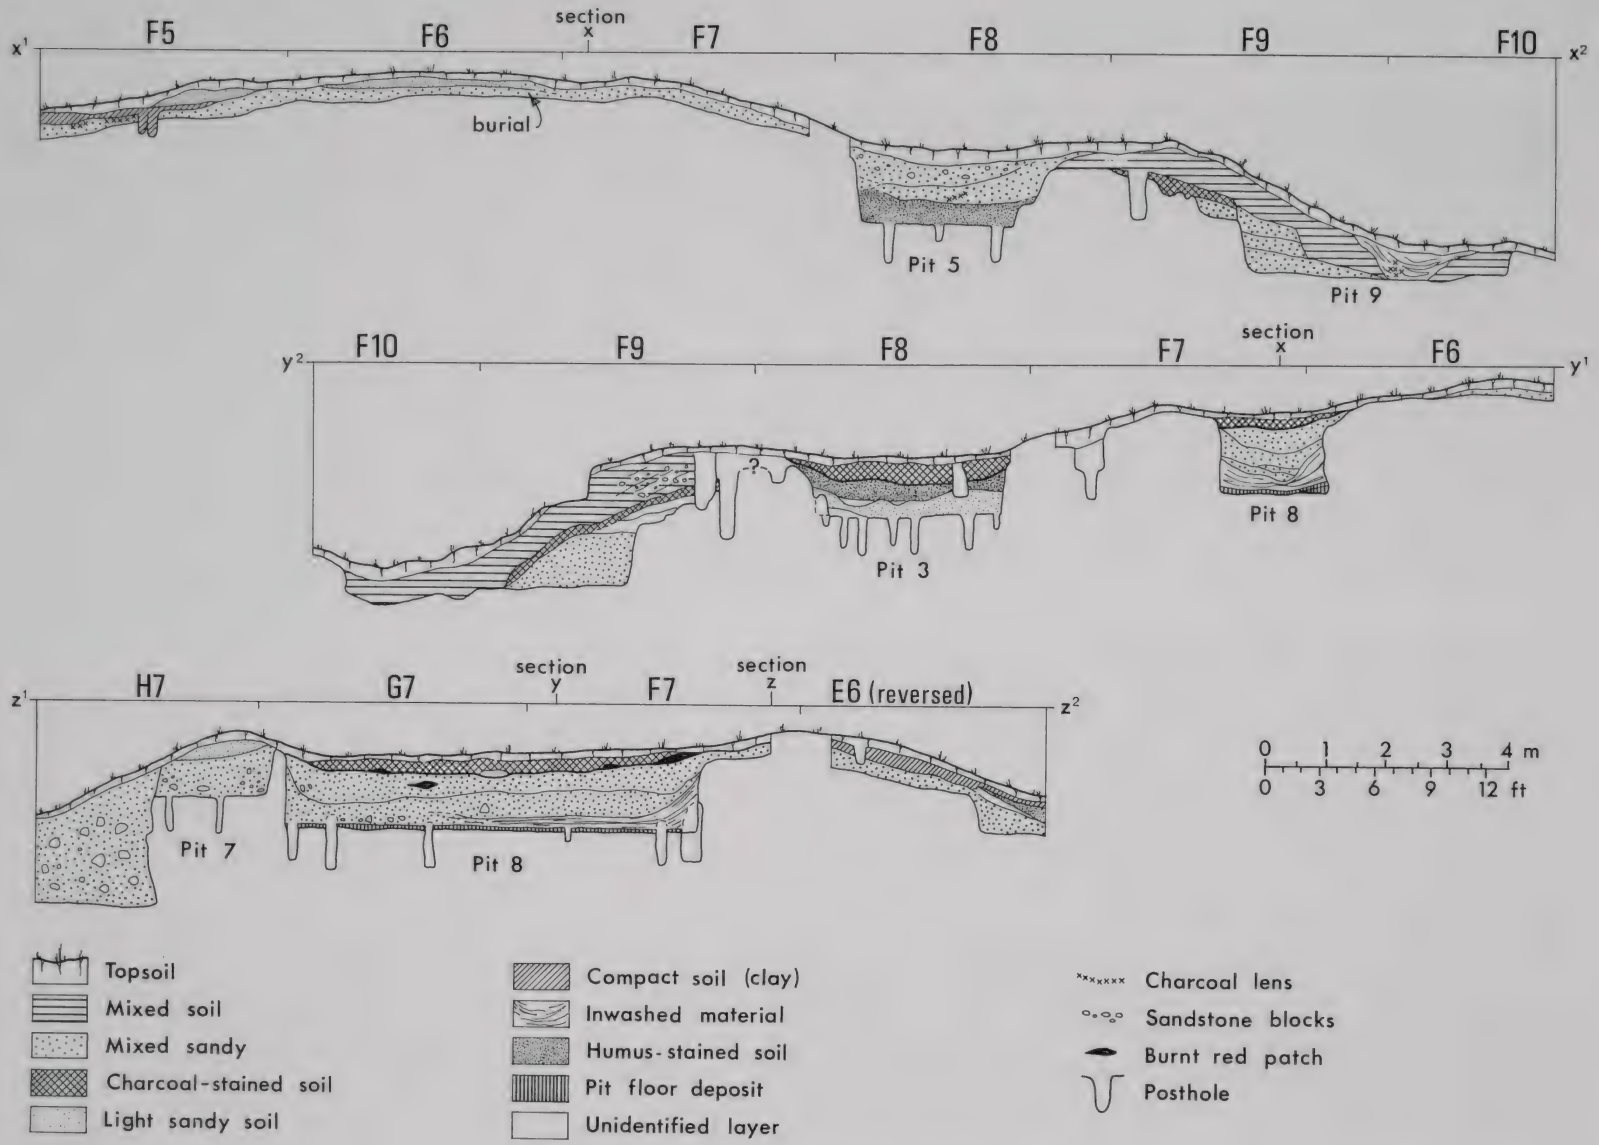 section
F5 F6 x F7 F8 F9 F10
x¹ x²
burial
Pit 5
Pit 9
section
F10 F9 F8 F7 x F6
y² y¹
?
Pit 3
Pit 8
section section
H7 G7 y F7 z E6 (reversed)
z¹ z²
Pit 7
Pit 8
0 1 2 3 4 m
0 3 6 9 12 ft
Topsoil
Mixed soil
Mixed sandy
Charcoal-stained soil
Light sandy soil
Compact soil (clay)
Inwashed material
Humus-stained soil
Pit floor deposit
Unidentified layer
Charcoal lens
Sandstone blocks
Burnt red patch
Posthole